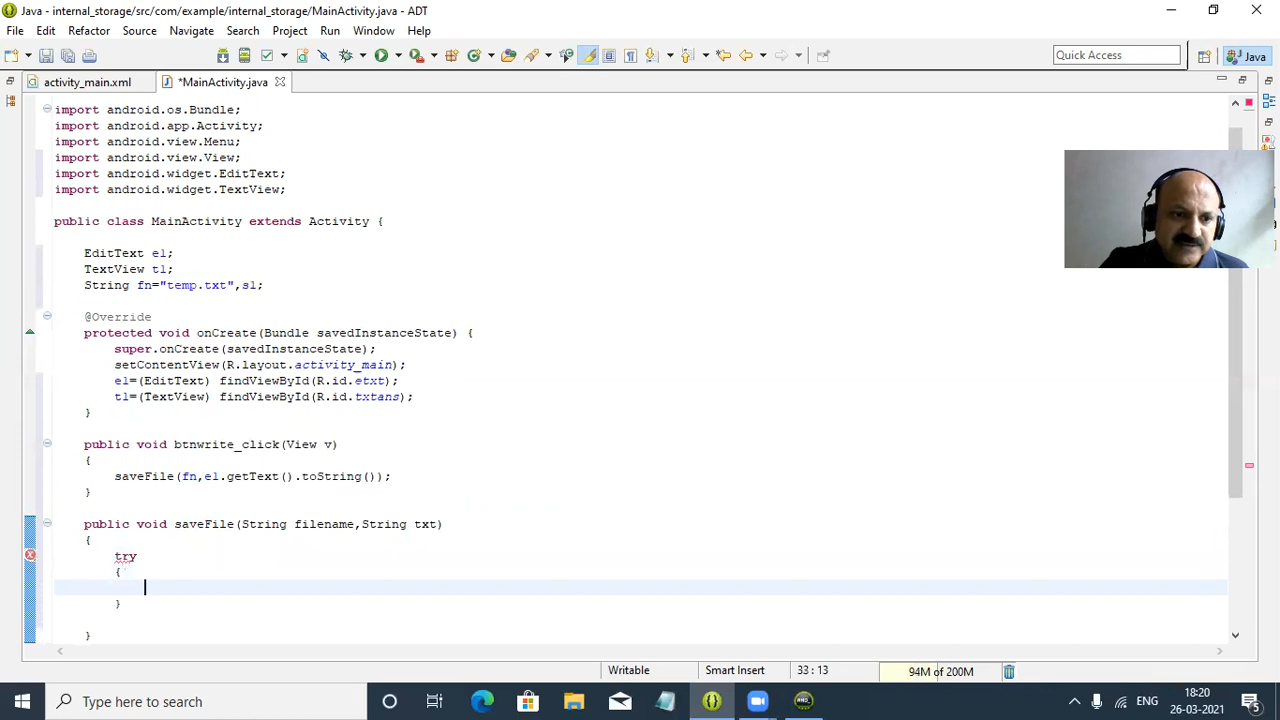 Java - internal_storage/src/com/example/internal_storage/MainActivity.java - ADT
File Edit Refactor Source Navigate Search Project Run Window Help
Quick Access Java
activity_main.xml *MainActivity.java
import android.os.Bundle;
import android.app.Activity;
import android.view.Menu;
import android.view.View;
import android.widget.EditText;
import android.widget.TextView;
public class MainActivity extends Activity {
EditText e1;
TextView t1;
String fn="temp.txt",s1;
@Override
protected void onCreate(Bundle savedInstanceState) {
super.onCreate(savedInstanceState);
setContentView(R.layout.activity_main);
e1=(EditText) findViewById(R.id.etxt);
t1=(TextView) findViewById(R.id.txtans);
}
public void btnwrite_click(View v)
{
saveFile(fn,e1.getText().toString());
}
public void saveFile(String filename,String txt)
{
try
{
}
}
Writable Smart Insert 33 : 13 94M of 200M
Type here to search ENG 18:20
26-03-2021 5